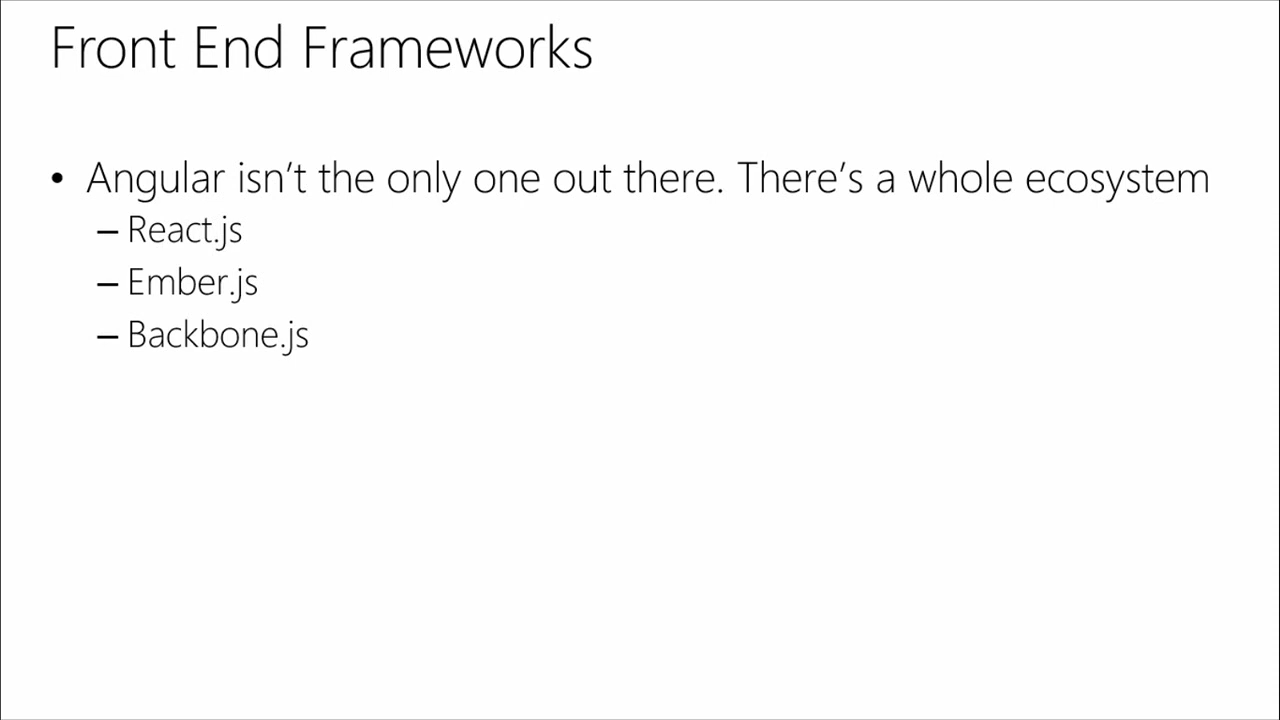 Front End Frameworks
• Angular isn’t the only one out there. There’s a whole ecosystem
– React.js
– Ember.js
– Backbone.js